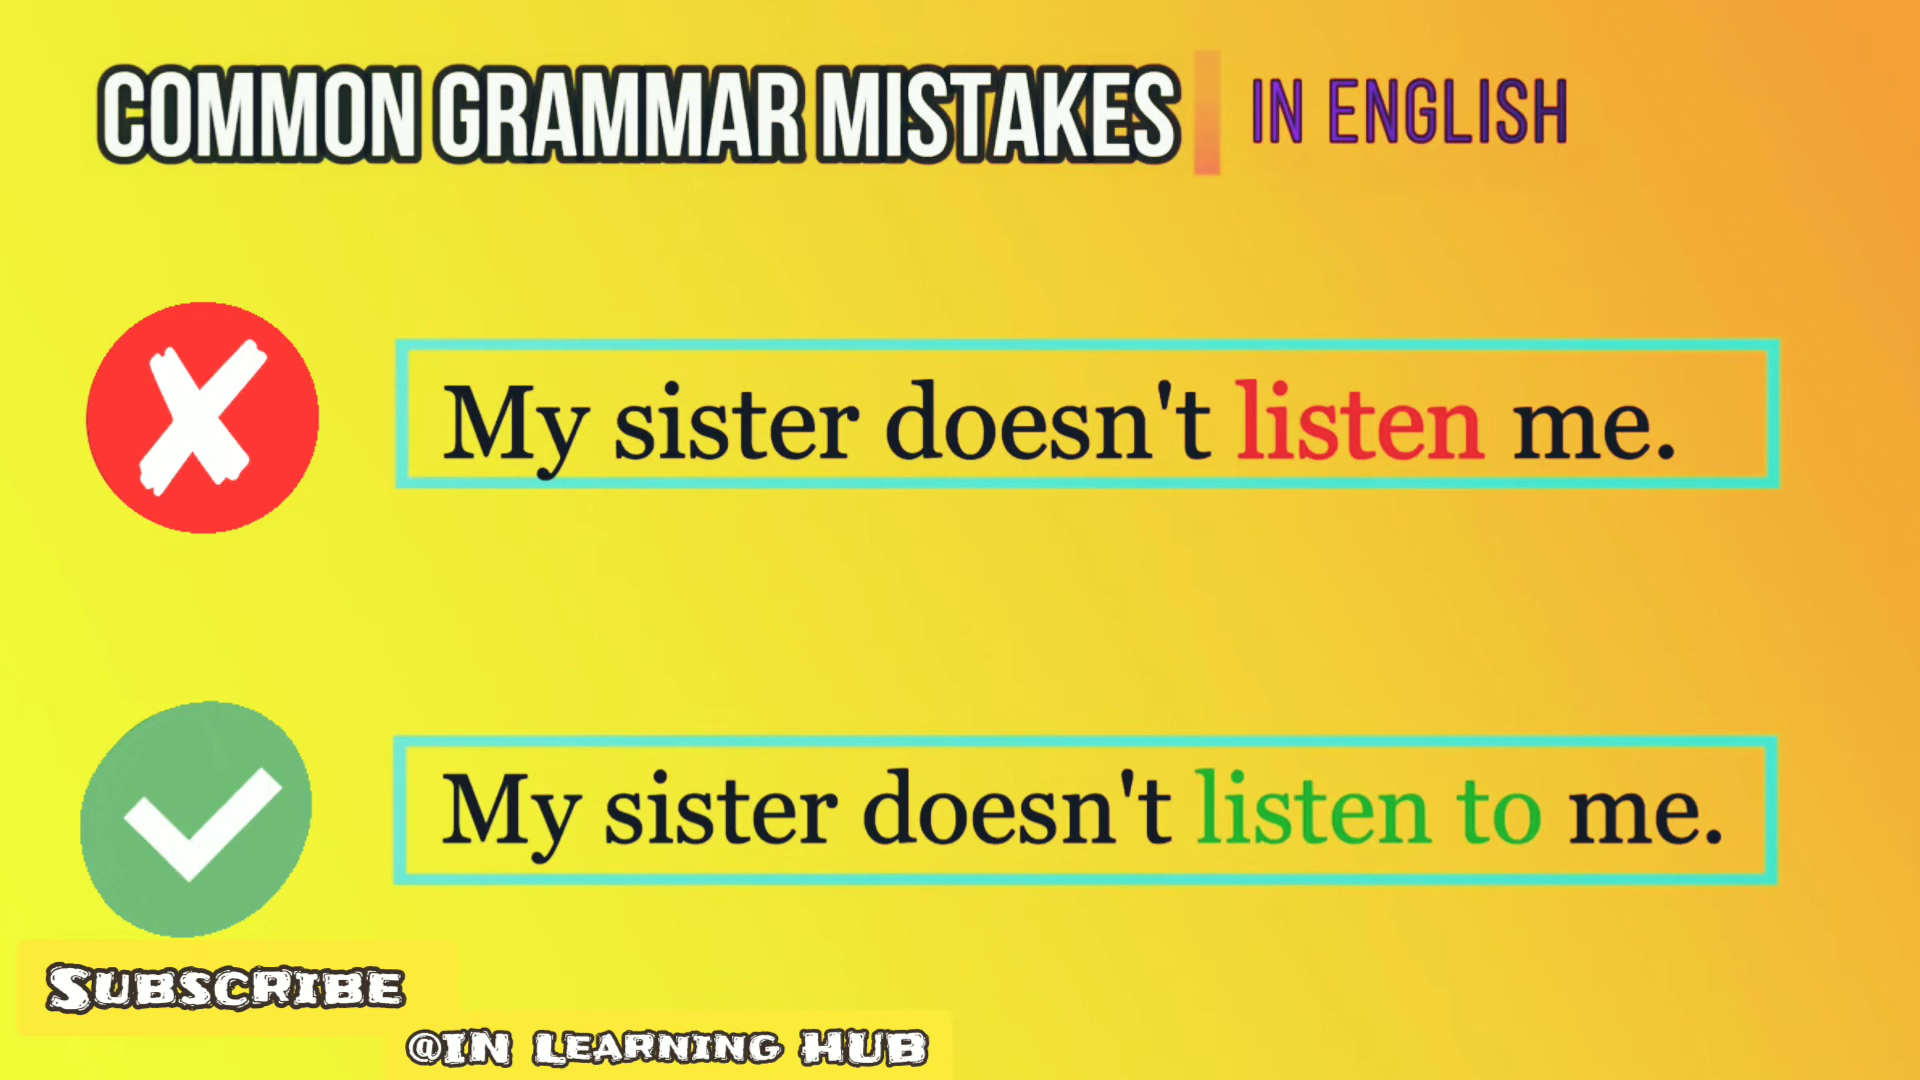 COMMON GRAMMAR MISTAKES IN ENGLISH
My sister doesn't listen me.
My sister doesn't listen to me.
SUBSCRIBE
@IN LEARNING HUB